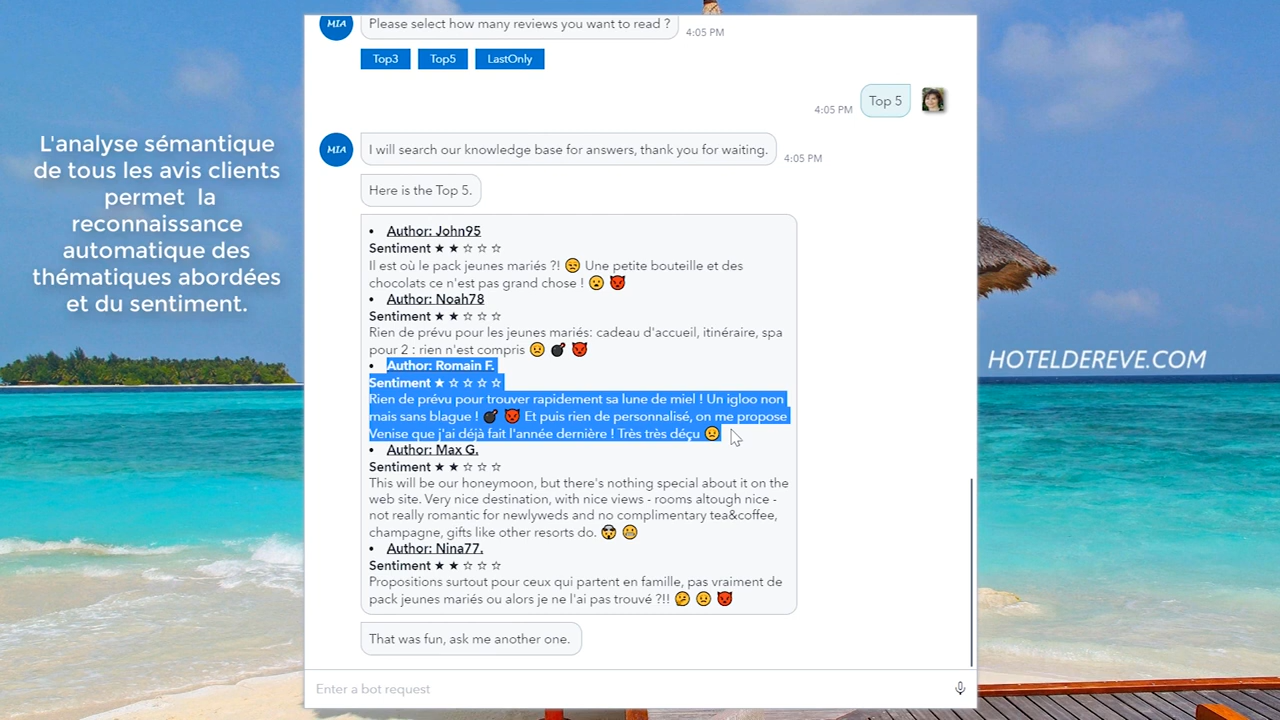 MIA
Please select how many reviews you want to read ?
4:05 PM
Top3
Top5
LastOnly
4:05 PM
Top 5
MIA
I will search our knowledge base for answers, thank you for waiting.
4:05 PM
Here is the Top 5.
• Author: John95
Sentiment ★ ★ ☆ ☆ ☆
Il est où le pack jeunes mariés ?! 😒 Une petite bouteille et des
chocolats ce n'est pas grand chose ! 😦 👿
• Author: Noah78
Sentiment ★ ★ ☆ ☆ ☆
Rien de prévu pour les jeunes mariés: cadeau d'accueil, itinéraire, spa
pour 2 : rien n'est compris 😟 💣 👿
• Author: Romain F.
Sentiment ★ ☆ ☆ ☆ ☆
Rien de prévu pour trouver rapidement sa lune de miel ! Un igloo non
mais sans blague ! 💣 👿 Et puis rien de personnalisé, on me propose
Venise que j'ai déjà fait l'année dernière ! Très très déçu 😟
• Author: Max G.
Sentiment ★ ★ ☆ ☆ ☆
This will be our honeymoon, but there's nothing special about it on the
web site. Very nice destination, with nice views - rooms altough nice -
not really romantic for newlyweds and no complimentary tea&coffee,
champagne, gifts like other resorts do. 😲 😬
• Author: Nina77.
Sentiment ★ ★ ☆ ☆ ☆
Propositions surtout pour ceux qui partent en famille, pas vraiment de
pack jeunes mariés ou alors je ne l'ai pas trouvé ?!! 🤔 😟 👿
That was fun, ask me another one.
Enter a bot request
L'analyse sémantique
de tous les avis clients
permet la
reconnaissance
automatique des
thématiques abordées
et du sentiment.
HOTELDEREVE.COM